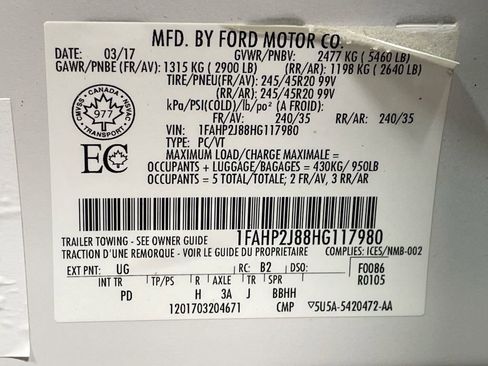 MFD. BY FORD MOTOR CO.
DATE: 03/17 GVWR/PNBV: 2477 KG ( 5460 LB)
GAWR/PNBE (FR/AV): 1315 KG (2900 LB) (RR/AR): 1198 KG ( 2640 LB)
TIRE/PNEU(FR/AV): 245/45R20 99V
(RR/AR): 245/45R20 99V
kPa/PSI(COLD)/lb/po² (A FROID):
FR/AV: 240/35 RR/AR: 240/35
CMVSS - CANADA - NSVAC
977
TRANSPORT
VIN: 1FAHP2J88HG117980
TYPE: PC/VT
EC
MAXIMUM LOAD/CHARGE MAXIMALE =
OCCUPANTS + LUGGAGE/BAGAGES = 430KG/ 950LB
OCCUPANTS = 5 TOTAL/TOTALE; 2 FR/AV, 3 RR/AR
TRAILER TOWING - SEE OWNER GUIDE 1FAHP2J88HG117980
TRACTION D'UNE REMORQUE - VOIR LE GUIDE DU PROPRIETAIRE COMPLIES: ICES/NMB-002
EXT PNT: UG RC: B2 DSO: F0086
INT TR TP/PS R AXLE TR SPR R0105
PD H 3A J BBHH
1201703204671 CMP ▽5U5A-5420472-AA